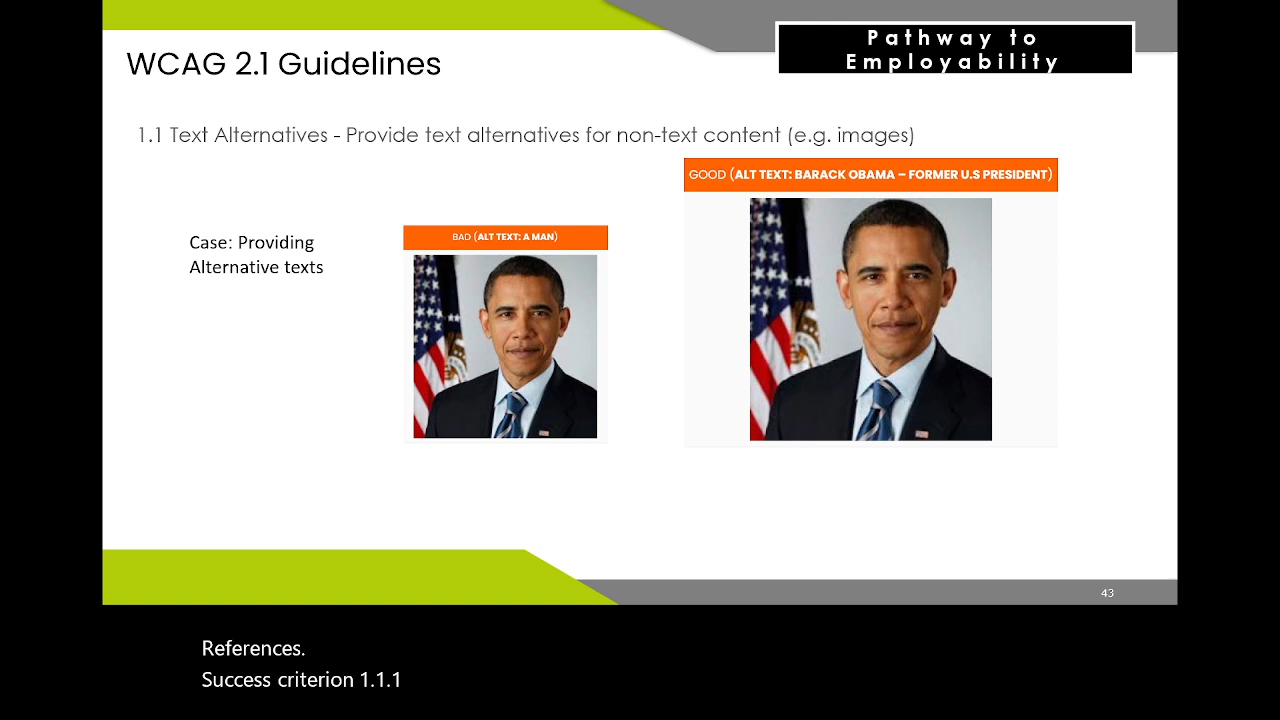 Pathway to
Employability
WCAG 2.1 Guidelines
1.1 Text Alternatives - Provide text alternatives for non-text content (e.g. images)
Case: Providing
Alternative texts
BAD (ALT TEXT: A MAN)
GOOD (ALT TEXT: BARACK OBAMA – FORMER U.S PRESIDENT)
43
References.
Success criterion 1.1.1